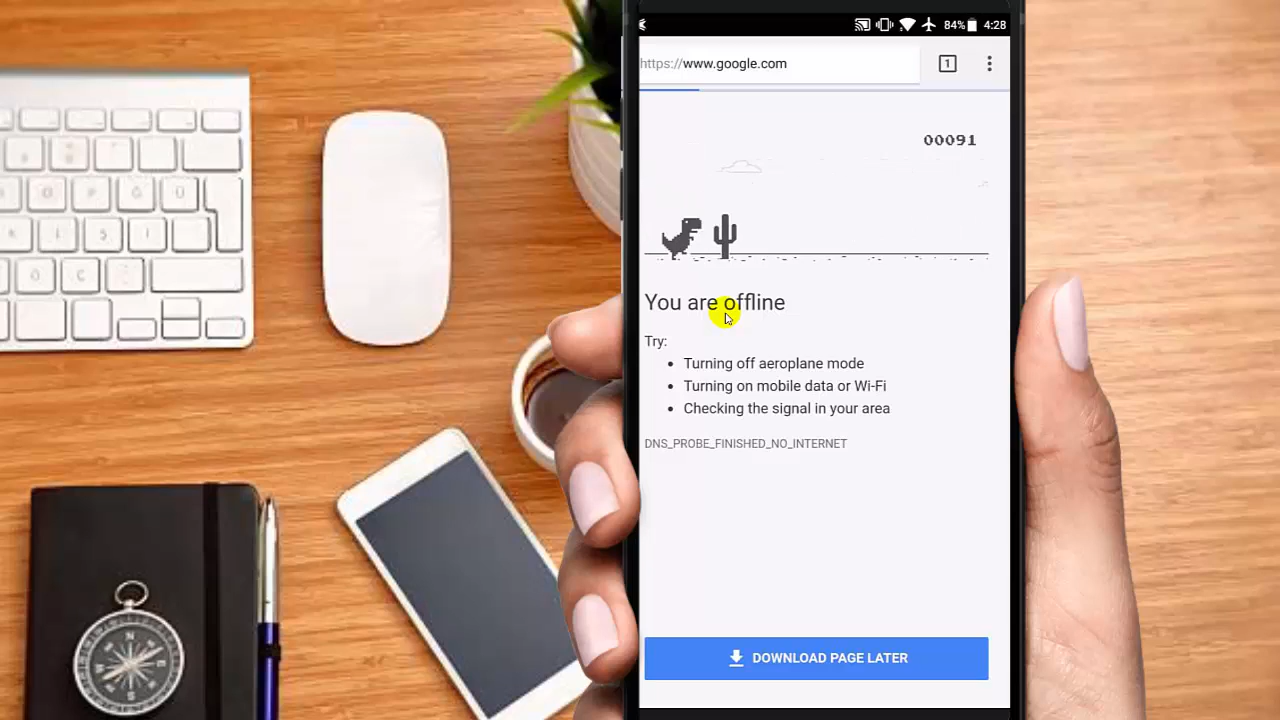 84% 4:28
https://www.google.com
1
00091
You are offline
Try:
Turning off aeroplane mode
Turning on mobile data or Wi-Fi
Checking the signal in your area
DNS_PROBE_FINISHED_NO_INTERNET
DOWNLOAD PAGE LATER
N
E
S
W